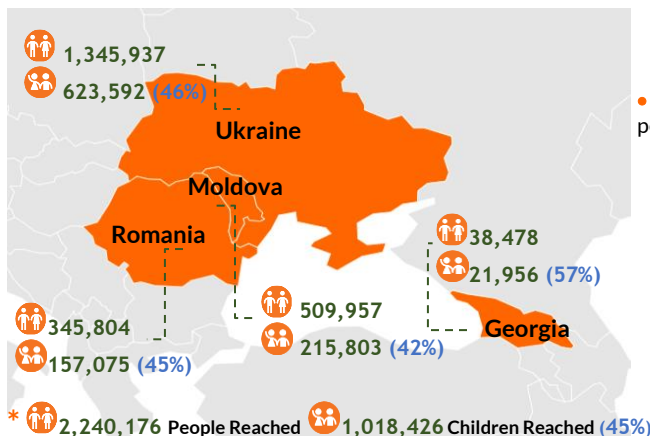 1,345,937
623,592 (46%)
Ukraine
Moldova
Romania
38,478
21,956 (57%)
Georgia
509,957
215,803 (42%)
345,804
157,075 (45%)
* 2,240,176 People Reached 1,018,426 Children Reached (45%)